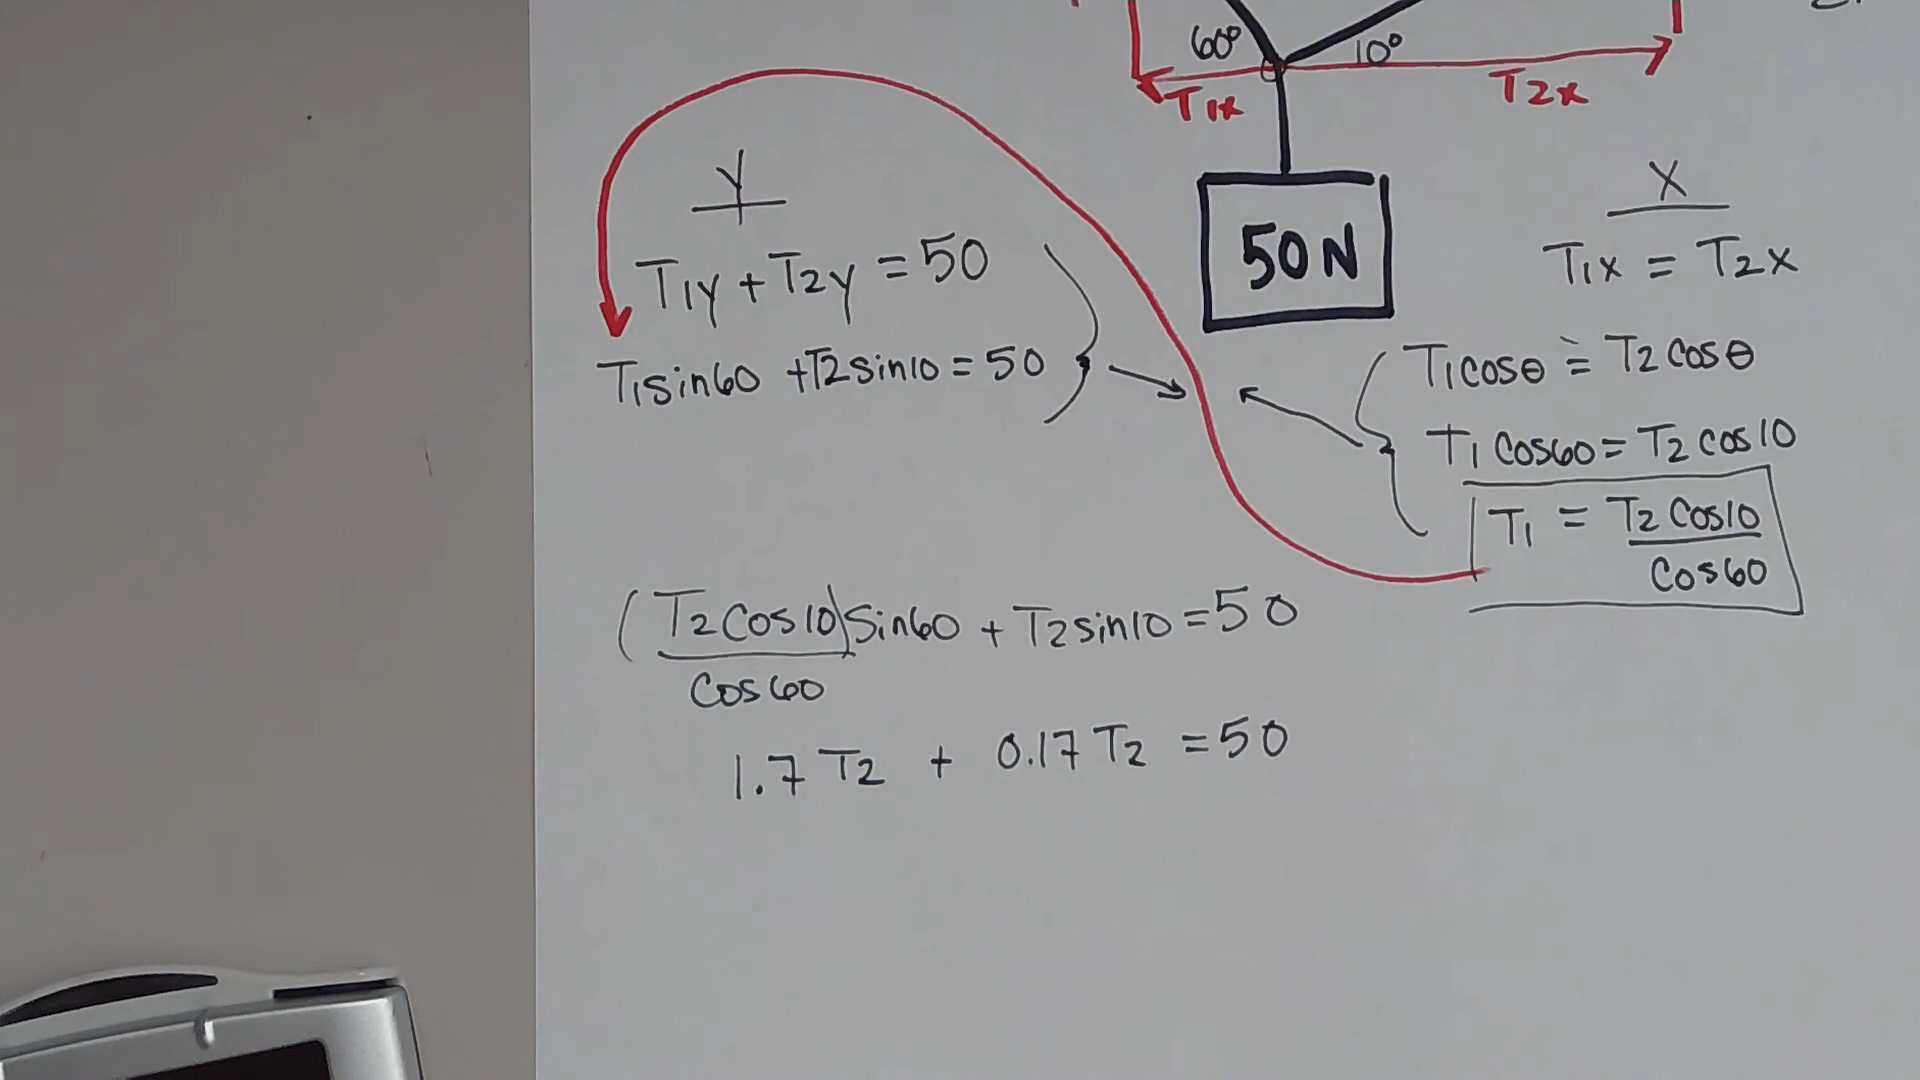 60° 10°
T1x T2x
50N
Y
T1y + T2y = 50
T1sin60 + T2sin10 = 50
X
T1x = T2x
T1cosθ = T2cosθ
T1 cos60 = T2 cos10
T1 = T2 cos10
cos60
(T2cos10)sin60 + T2sin10 = 50
cos60
1.7 T2 + 0.17 T2 = 50